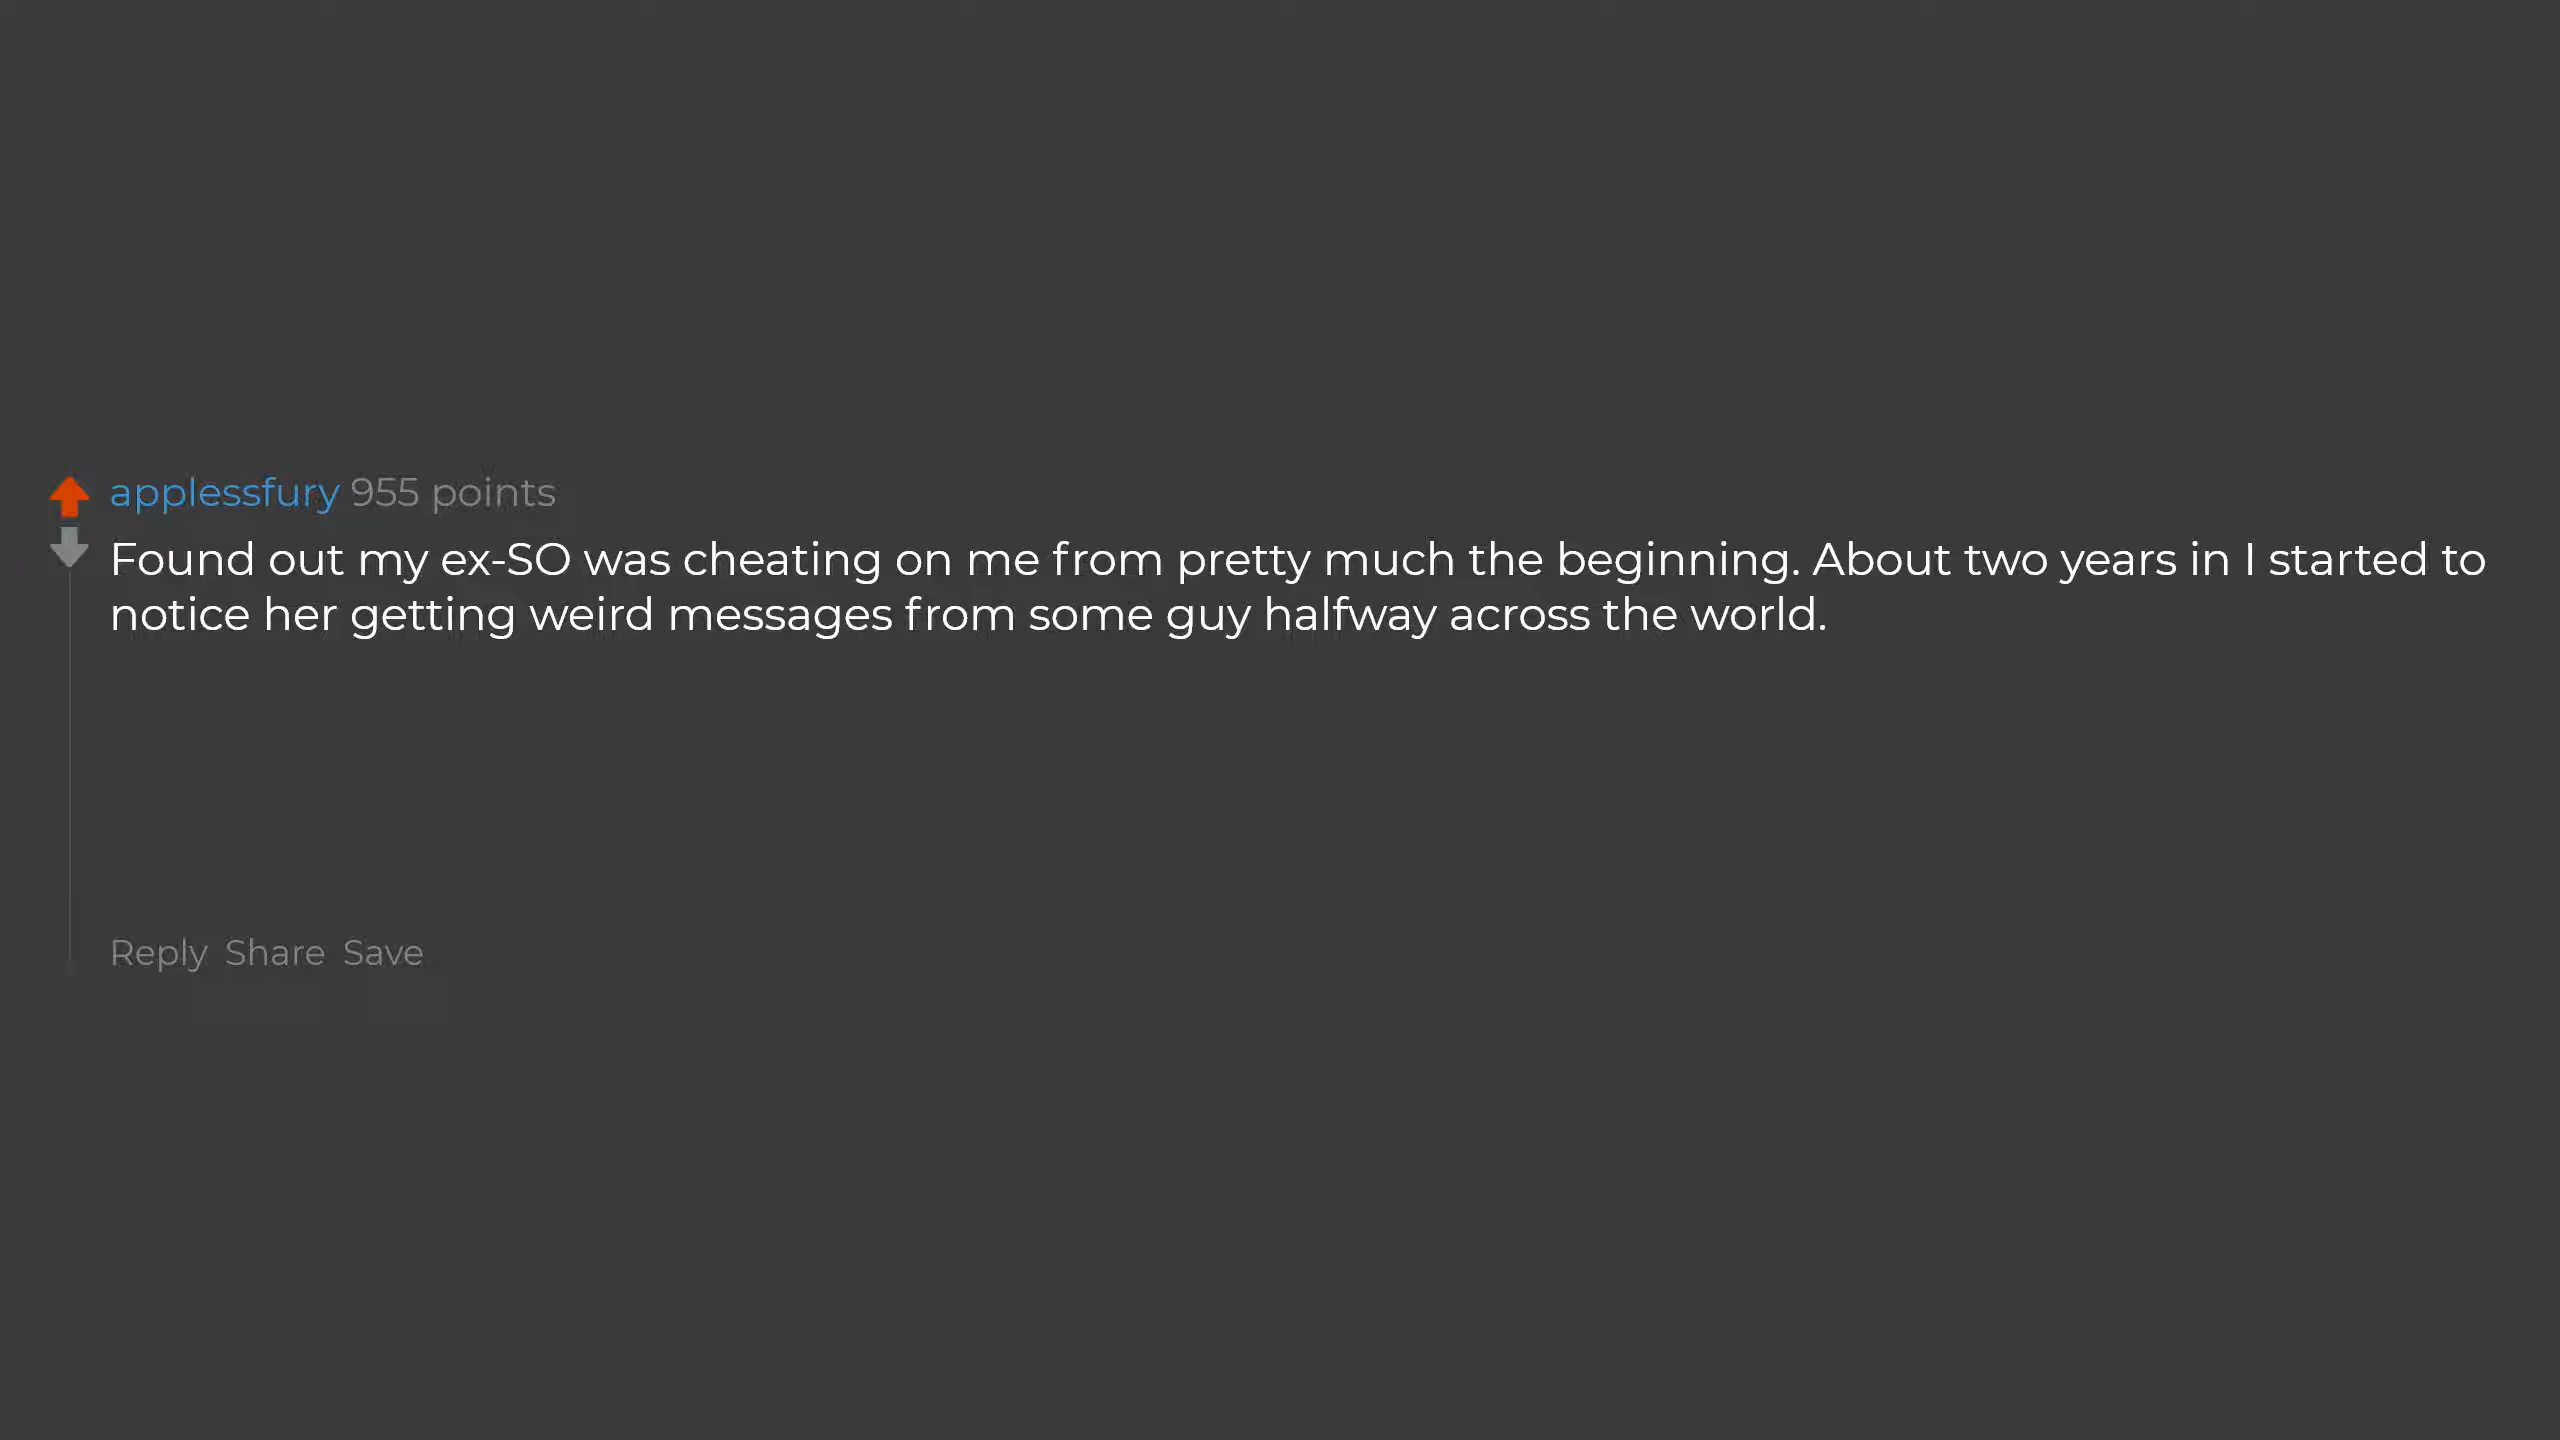 applessfury 955 points
Found out my ex-SO was cheating on me from pretty much the beginning. About two years in I started to
notice her getting weird messages from some guy halfway across the world.
Reply Share Save